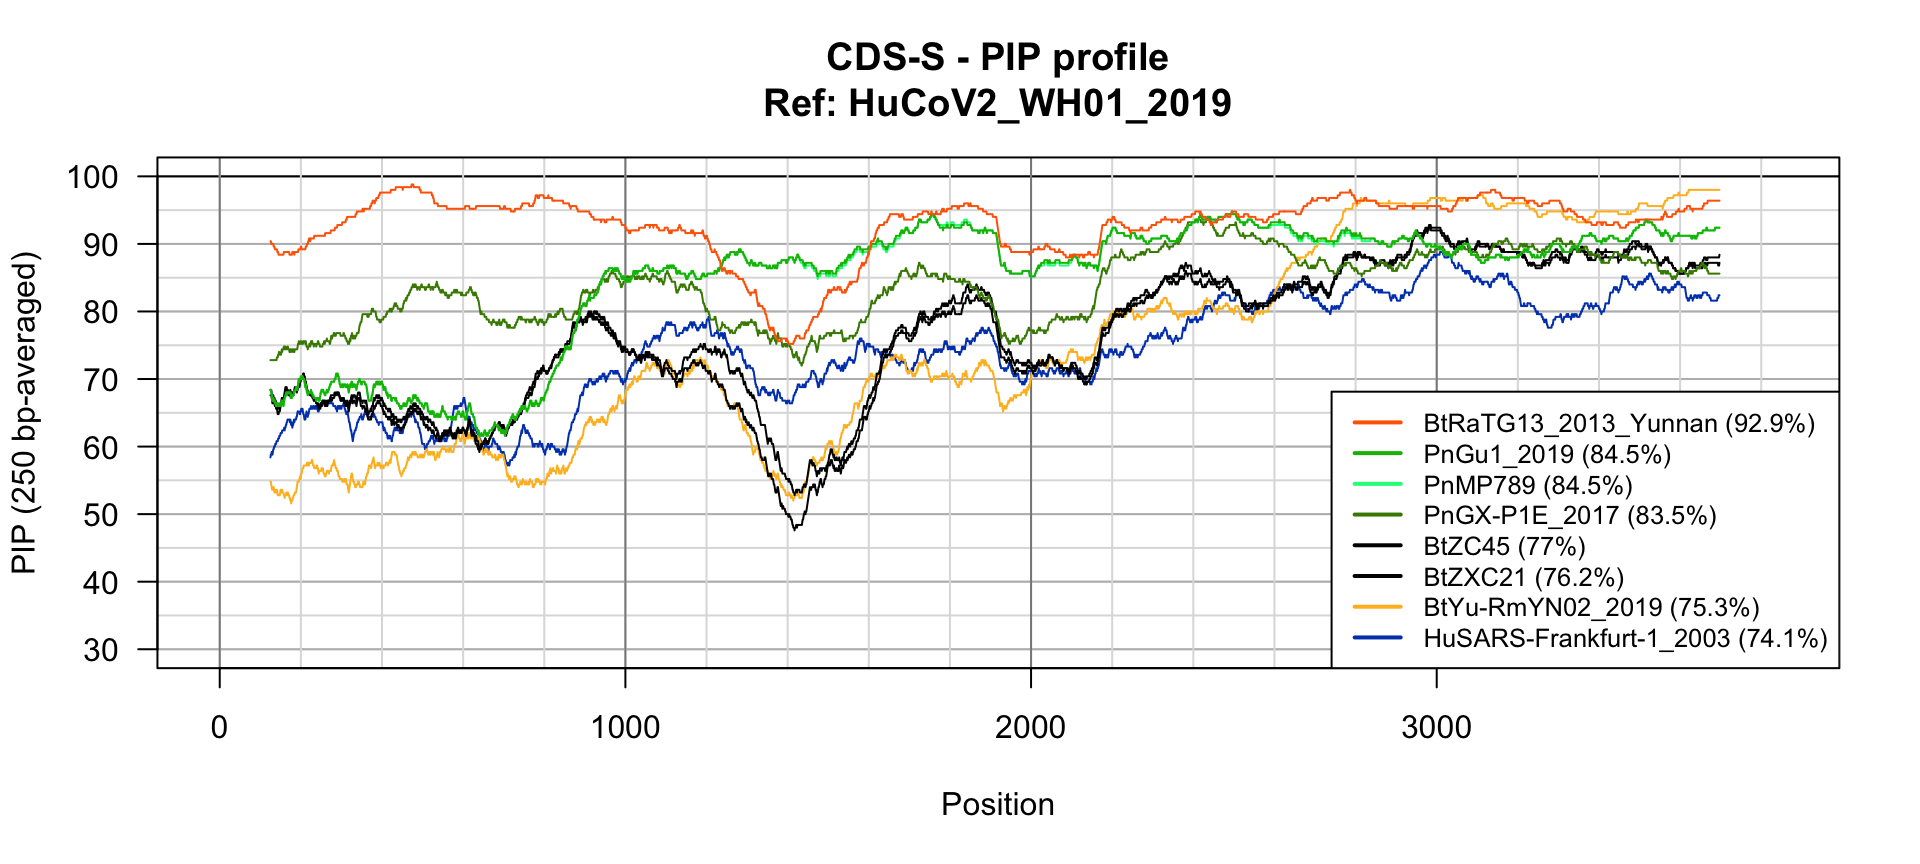 CDS-S - PIP profile
Ref: HuCoV2_WH01_2019
PIP (250 bp-averaged)
100
90
80
70
60
50
40
30
BtRaTG13_2013_Yunnan (92.9%)
PnGu1_2019 (84.5%)
PnMP789 (84.5%)
PnGX-P1E_2017 (83.5%)
BtZC45 (77%)
BtZXC21 (76.2%)
BtYu-RmYN02_2019 (75.3%)
HuSARS-Frankfurt-1_2003 (74.1%)
0 1000 2000 3000
Position